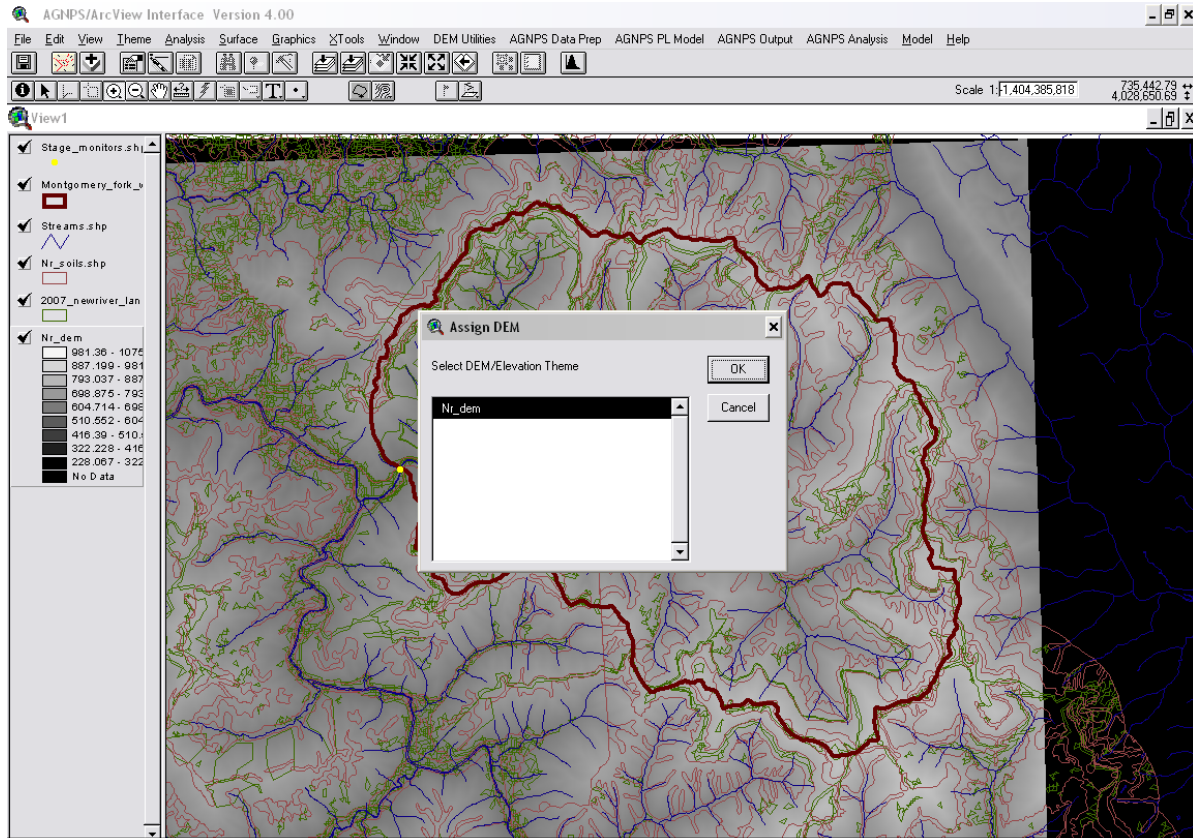 AGNPS/ArcView Interface Version 4.00
File Edit View Theme Analysis Surface Graphics XTools Window DEM Utilities AGNPS Data Prep AGNPS PL Model AGNPS Output AGNPS Analysis Model Help
T
Scale 1: -1,404,385,818
735,442.79
4,028,650.69
View1
Stage_monitors.shp
Montgomery_fork_
Streams.shp
Nr_soils.shp
2007_newriver_lan
Nr_dem
981.36 - 1075
887.199 - 981
793.037 - 887
698.875 - 793
604.714 - 698
510.552 - 604
416.39 - 510.
322.228 - 416
228.067 - 322
No Data
Assign DEM
Select DEM/Elevation Theme
OK
Nr_dem
Cancel